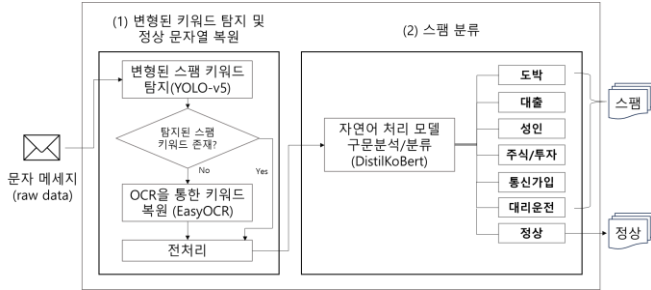 (1) 변형된 키워드 탐지 및
정상 문자열 복원
(2) 스팸 분류
변형된 스팸 키워드
탐지(YOLO-v5)
탐지된 스팸
키워드 존재?
No
Yes
OCR을 통한 키워드
복원 (EasyOCR)
전처리
문자 메세지
(raw data)
자연어 처리 모델
구문분석/분류
(DistilKoBert)
도박
대출
성인
주식/투자
통신가입
대리운전
정상
스팸
정상